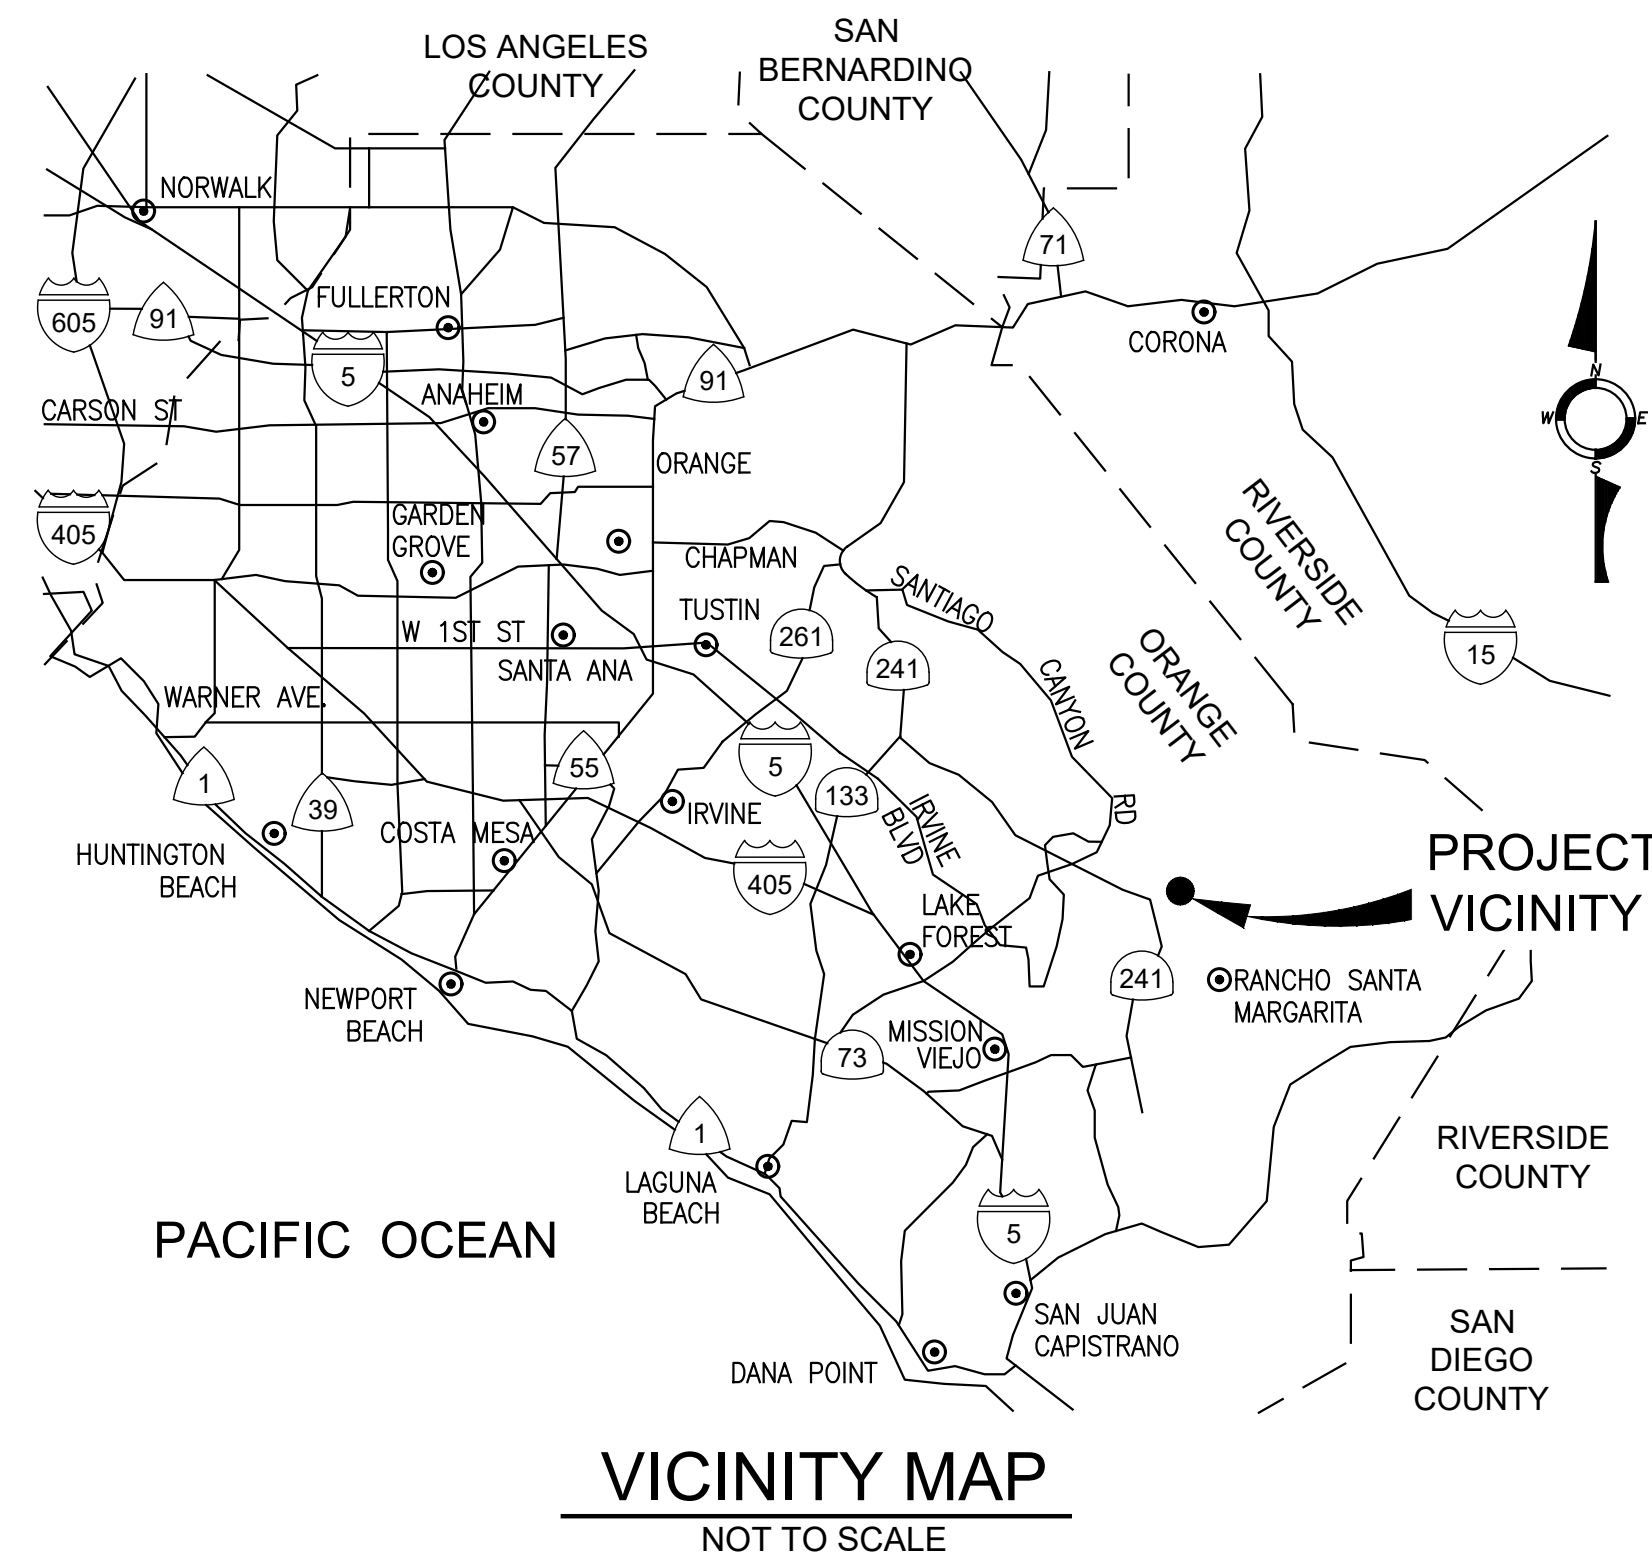 LOS ANGELES
COUNTY
SAN
BERNARDINO
COUNTY
NORWALK
71
605
91
FULLERTON
5
CORONA
91
N
W
E
S
CARSON ST
ANAHEIM
57
ORANGE
405
GARDEN
GROVE
CHAPMAN
RIVERSIDE
COUNTY
SANTIAGO
CANYON
RD
TUSTIN
261
241
W 1ST ST
SANTA ANA
ORANGE
COUNTY
15
WARNER AVE.
1
39
55
5
133
IRVINE
IRVINE
BLVD
COSTA MESA
HUNTINGTON
BEACH
405
PROJECT
VICINITY
LAKE
FOREST
241
RANCHO SANTA
MARGARITA
NEWPORT
BEACH
MISSION
VIEJO
73
1
LAGUNA
BEACH
RIVERSIDE
COUNTY
PACIFIC OCEAN
5
SAN JUAN
CAPISTRANO
SAN
DIEGO
COUNTY
DANA POINT
VICINITY MAP
NOT TO SCALE